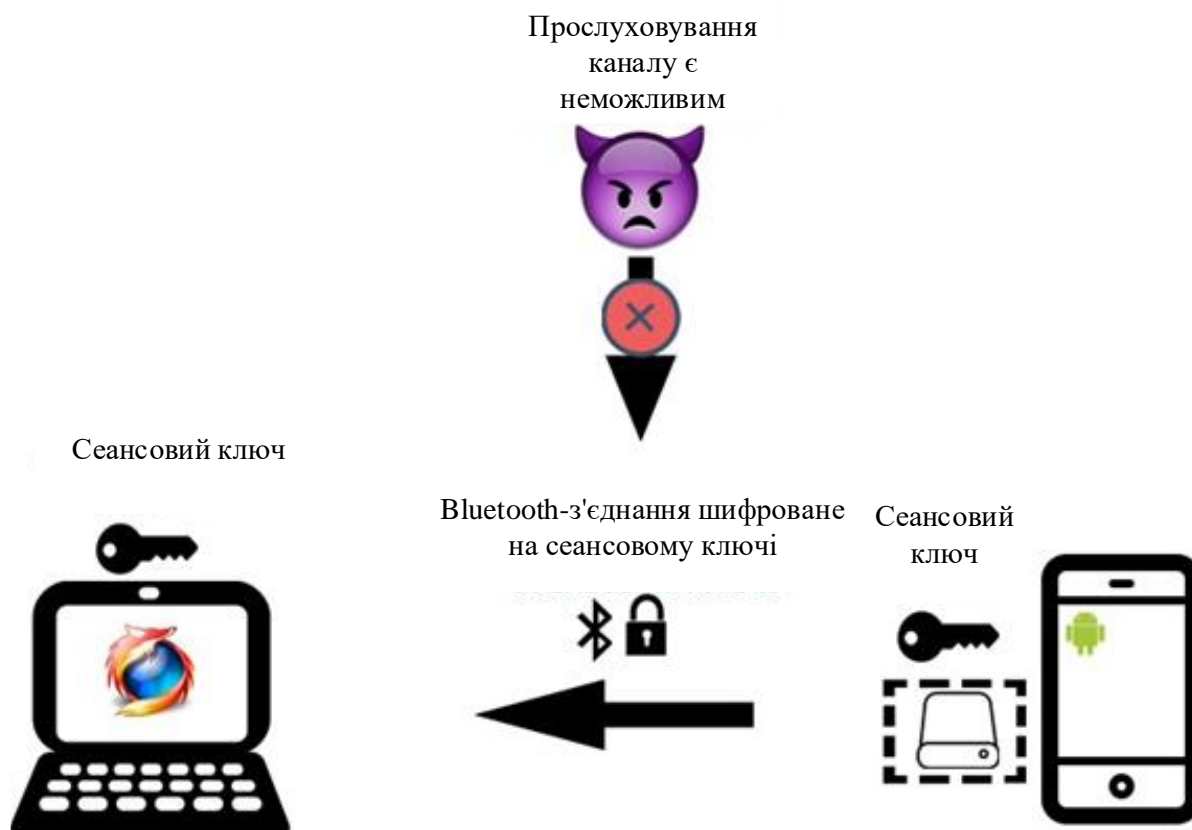 Прослуховування
каналу є
неможливим
Сеансовий ключ
Bluetooth-з'єднання шифроване
на сеансовому ключі
Сеансовий
ключ